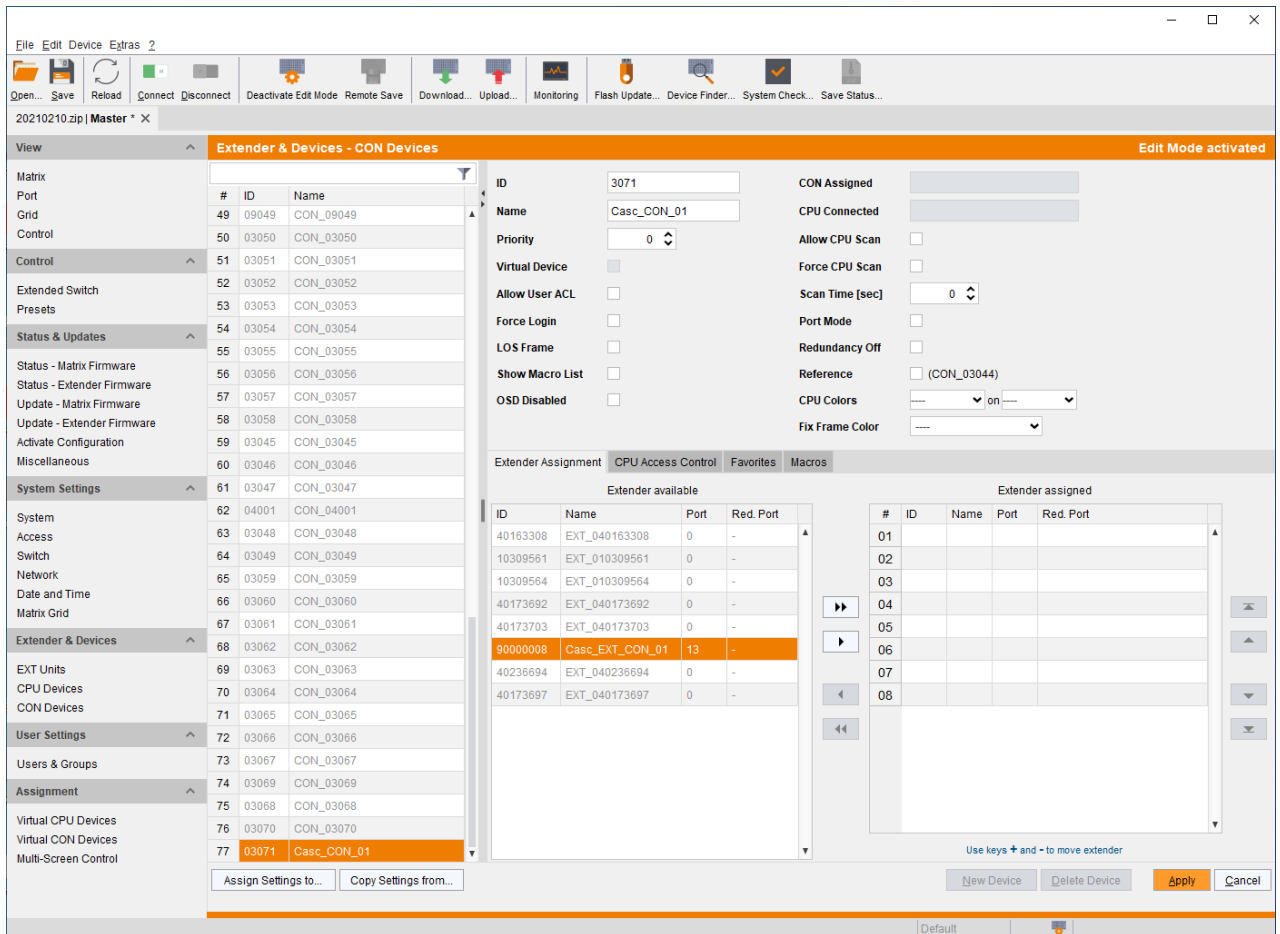 File Edit Device Extras ?
Open... Save Reload Connect Disconnect Deactivate Edit Mode Remote Save Download... Upload... Monitoring Flash Update... Device Finder... System Check... Save Status...
20210210.zip | Master *
View
Matrix
Port
Grid
Control
Control
Extended Switch
Presets
Status & Updates
Status - Matrix Firmware
Status - Extender Firmware
Update - Matrix Firmware
Update - Extender Firmware
Activate Configuration
Miscellaneous
System Settings
System
Access
Switch
Network
Date and Time
Matrix Grid
Extender & Devices
EXT Units
CPU Devices
CON Devices
User Settings
Users & Groups
Assignment
Virtual CPU Devices
Virtual CON Devices
Multi-Screen Control
Extender & Devices - CON Devices Edit Mode activated
# ID Name
49 09049 CON_09049
50 03050 CON_03050
51 03051 CON_03051
52 03052 CON_03052
53 03053 CON_03053
54 03054 CON_03054
55 03055 CON_03055
56 03056 CON_03056
57 03057 CON_03057
58 03058 CON_03058
59 03045 CON_03045
60 03046 CON_03046
61 03047 CON_03047
62 04001 CON_04001
63 03048 CON_03048
64 03049 CON_03049
65 03059 CON_03059
66 03060 CON_03060
67 03061 CON_03061
68 03062 CON_03062
69 03063 CON_03063
70 03064 CON_03064
71 03065 CON_03065
72 03066 CON_03066
73 03067 CON_03067
74 03069 CON_03069
75 03068 CON_03068
76 03070 CON_03070
77 03071 Casc_CON_01
Assign Settings to... Copy Settings from...
ID 3071 CON Assigned
Name Casc_CON_01 CPU Connected
Priority 0 Allow CPU Scan
Virtual Device Force CPU Scan
Allow User ACL Scan Time [sec] 0
Force Login Port Mode
LOS Frame Redundancy Off
Show Macro List Reference (CON_03044)
OSD Disabled CPU Colors ---- on ----
Fix Frame Color ----
Extender Assignment CPU Access Control Favorites Macros
Extender available
ID Name Port Red. Port
40163308 EXT_040163308 0 -
10309561 EXT_010309561 0 -
10309564 EXT_010309564 0 -
40173692 EXT_040173692 0 -
40173703 EXT_040173703 0 -
90000008 Casc_EXT_CON_01 13 -
40236694 EXT_040236694 0 -
40173697 EXT_040173697 0 -
Extender assigned
# ID Name Port Red. Port
01
02
03
04
05
06
07
08
Use keys + and - to move extender
New Device Delete Device Apply Cancel
Default